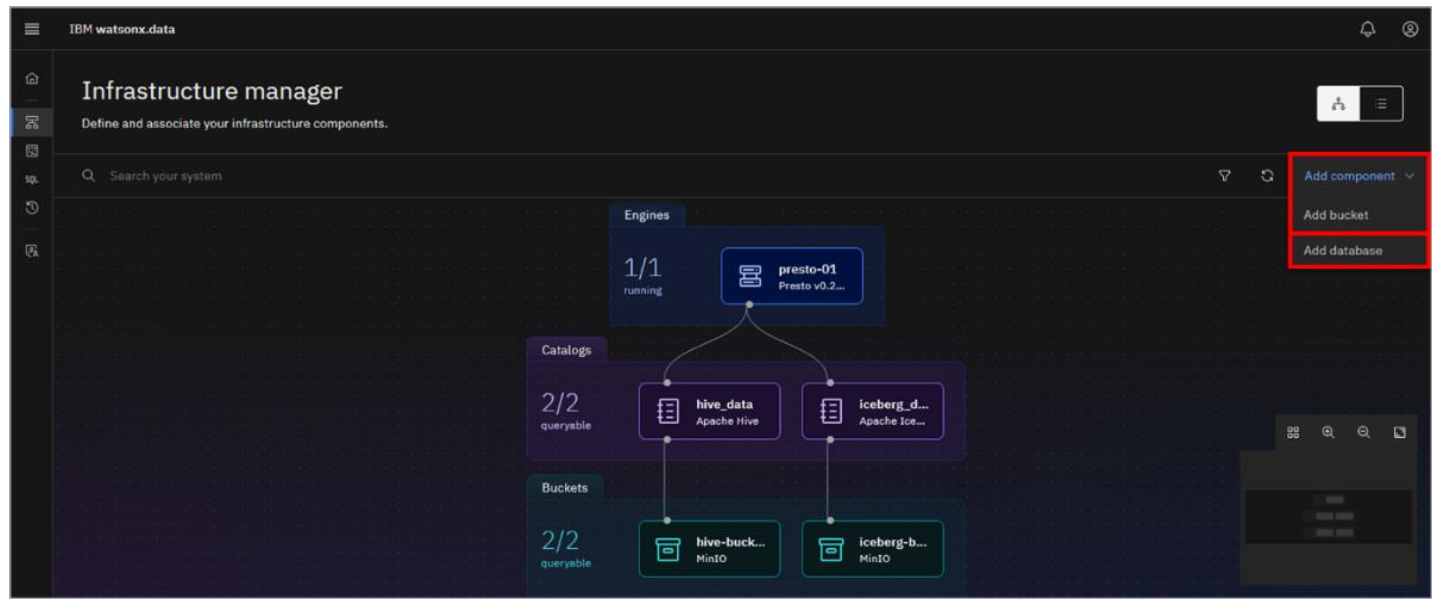 IBM watsonx.data
Infrastructure manager
Define and associate your infrastructure components.
SQL
Search your system
Add component
Add bucket
Add database
Engines
1/1
running
presto-01
Presto v0.2...
Catalogs
2/2
queryable
hive_data
Apache Hive
iceberg_d...
Apache Ice...
Buckets
2/2
queryable
hive-buck...
MinIO
iceberg-b...
MinIO